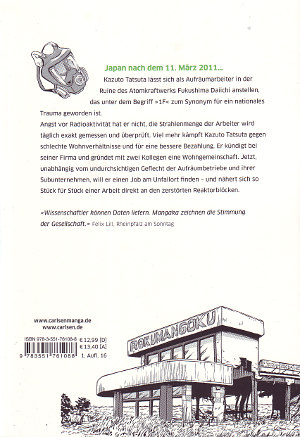 Japan nach dem 11. März 2011...
Kazuto Tatsuta lässt sich als Aufräumarbeiter in der
Ruine des Atomkraftwerks Fukushima Daiichi anstellen,
das unter dem Begriff »1F« zum Synonym für ein nationales
Trauma geworden ist.
Angst vor Radioaktivität hat er nicht, die Strahlenmenge der Arbeiter wird
täglich exakt gemessen und überprüft. Viel mehr kämpft Kazuto Tatsuta gegen
schlechte Wohnverhältnisse und für eine bessere Bezahlung. Er kündigt bei
seiner Firma und gründet mit zwei Kollegen eine Wohngemeinschaft. Jetzt,
unabhängig vom undurchsichtigen Geflecht der Aufräumbetriebe und ihrer
Subunternehmen, will er einen Job am Unfallort finden – und nähert sich so
Stück für Stück einer Arbeit direkt an den zerstörten Reaktorblöcken.
»Wissenschaftler können Daten liefern. Mangaka zeichnen die Stimmung
der Gesellschaft.« Felix Lill, Rheinpfalz am Sonntag
www.carlsenmanga.de
www.carlsen.de
ISBN 978-3-551-76108-8
€ 12,99 [D]
€ 13,40 [A]
1. Aufl. 16
9 783551 761088
ROKUMANGOKU